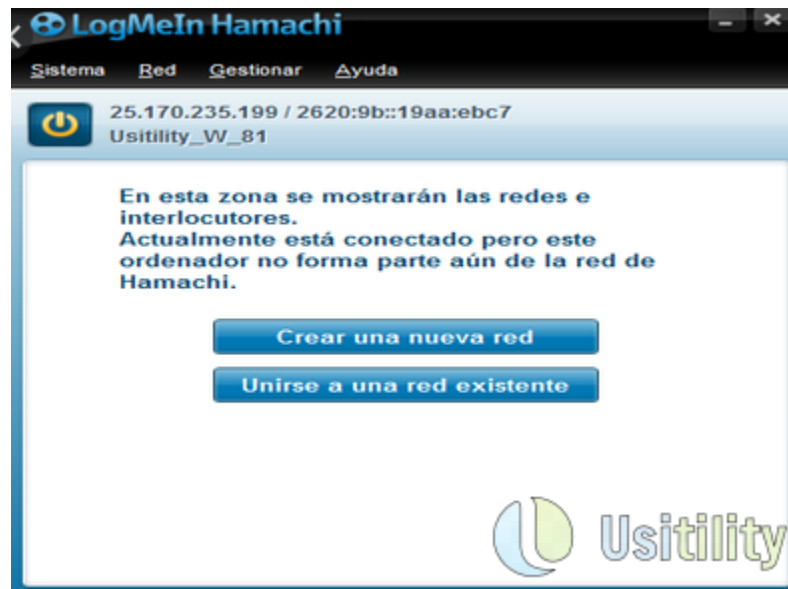 LogMeIn Hamachi
Sistema Red Gestionar Ayuda
25.170.235.199 / 2620:9b::19aa:ebc7
Usitility_W_81
En esta zona se mostrarán las redes e
interlocutores.
Actualmente está conectado pero este
ordenador no forma parte aún de la red de
Hamachi.
Crear una nueva red
Unirse a una red existente
Usitility